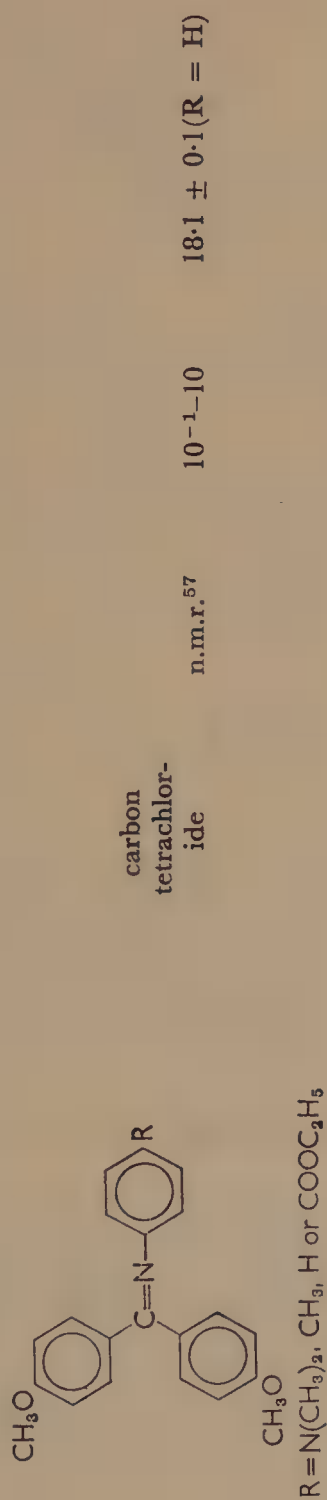 CH₃O
C=N
R
CH₃O
R=N(CH₃)₂, CH₃, H or COOC₂H₅
carbon
tetrachlor-
ide
n.m.r.⁵⁷
10⁻¹–10
18·1 ± 0·1(R = H)